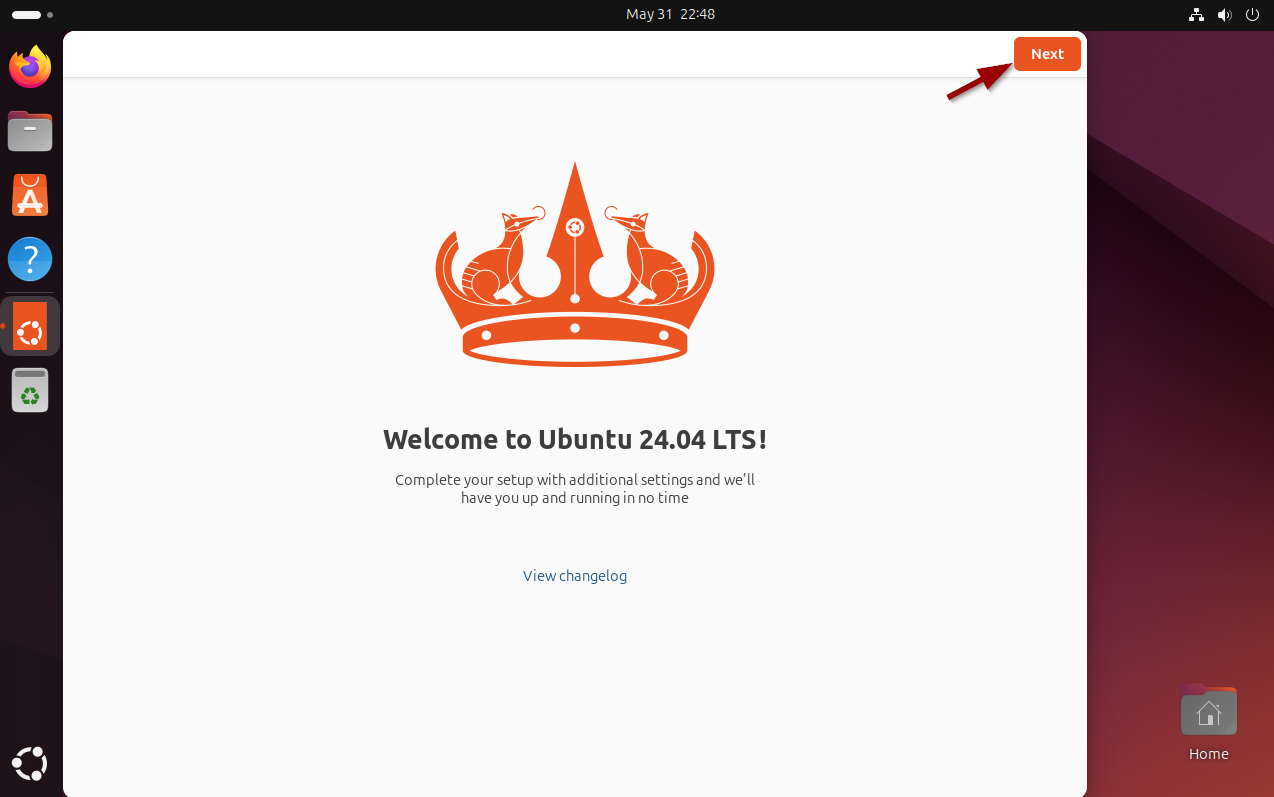 May 31 22:48
Next
Welcome to Ubuntu 24.04 LTS!
Complete your setup with additional settings and we'll
have you up and running in no time
View changelog
Home